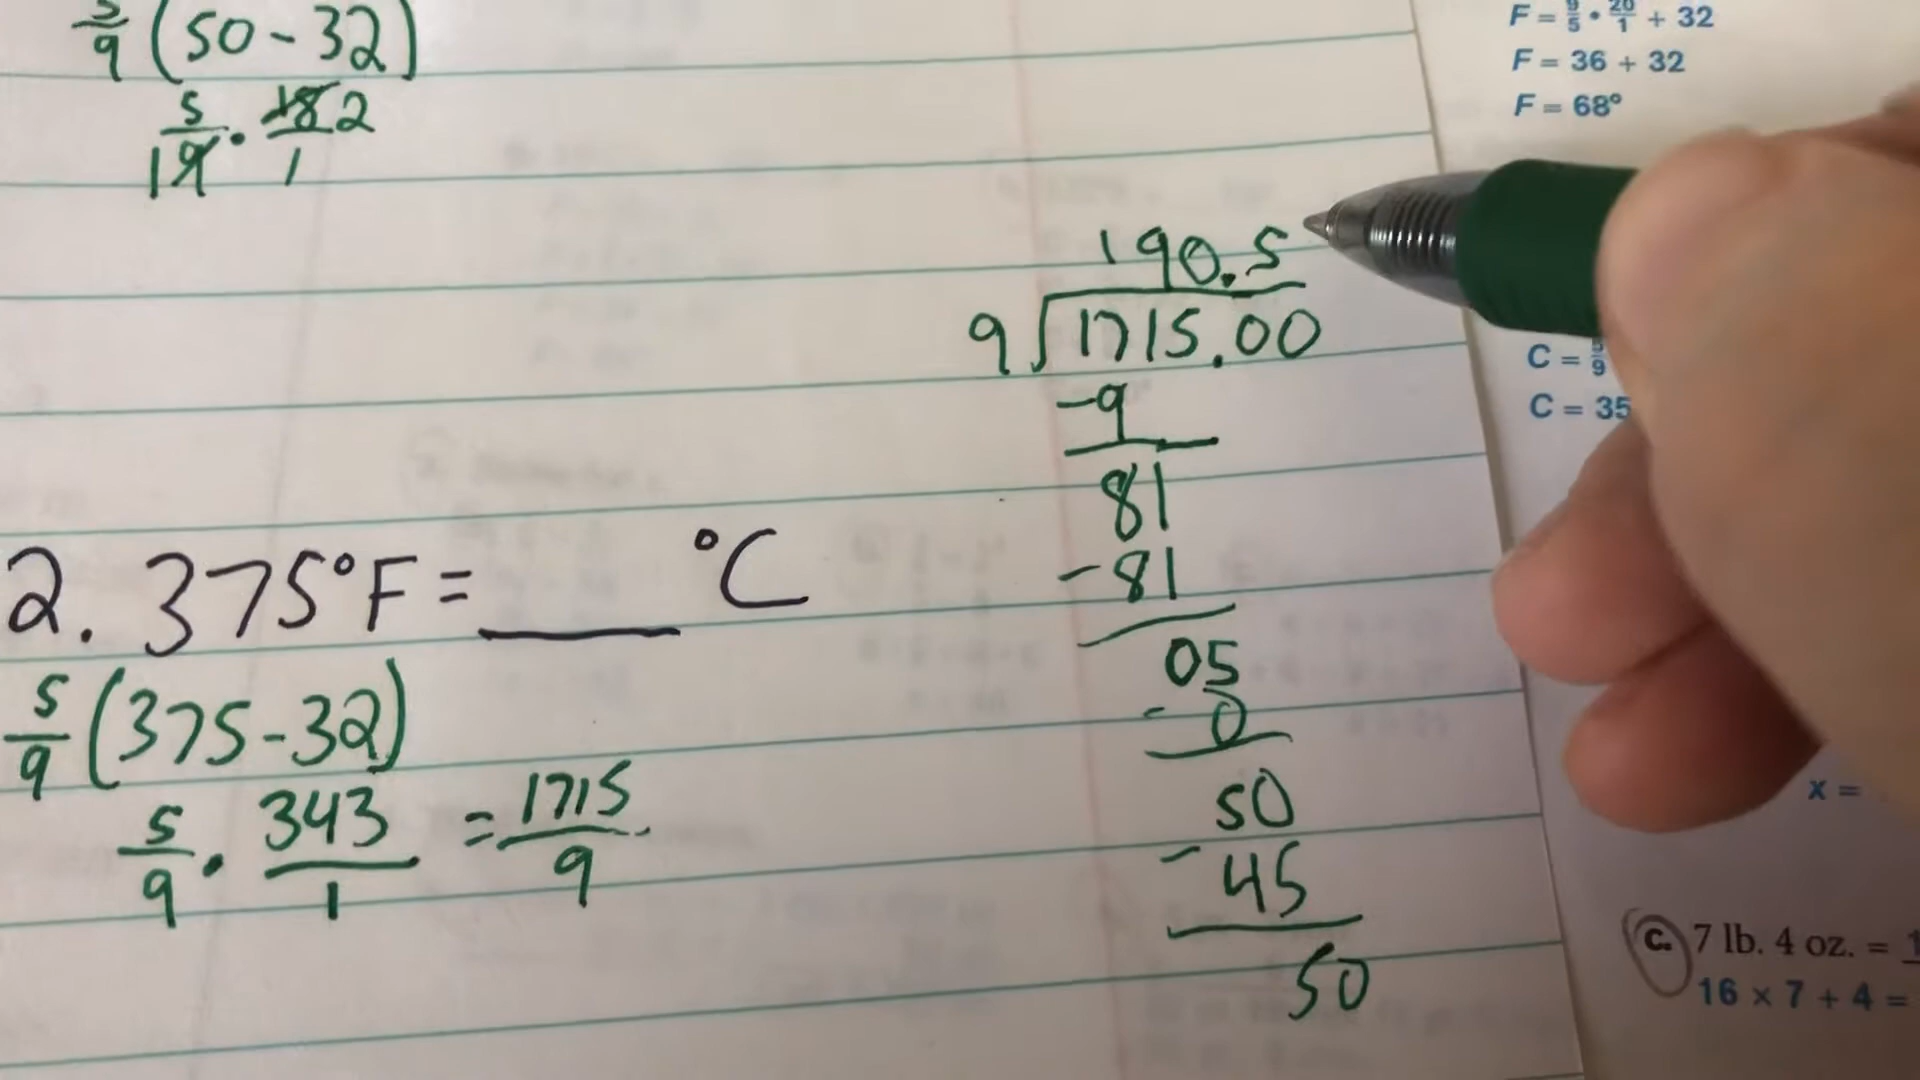 5/9 (50 - 32)
5/1 9 · 18 2/1
2. 375°F = ____ °C
5/9 (375 - 32)
5/9 · 343/1 = 1715/9
190.5
9 1715.00
-9
81
-81
05
-0
50
-45
50
F = 9/5 • 20/1 + 32
F = 36 + 32
F = 68°
C = 5/9
C = 35
x =
c. 7 lb. 4 oz. = 
16 × 7 + 4 =